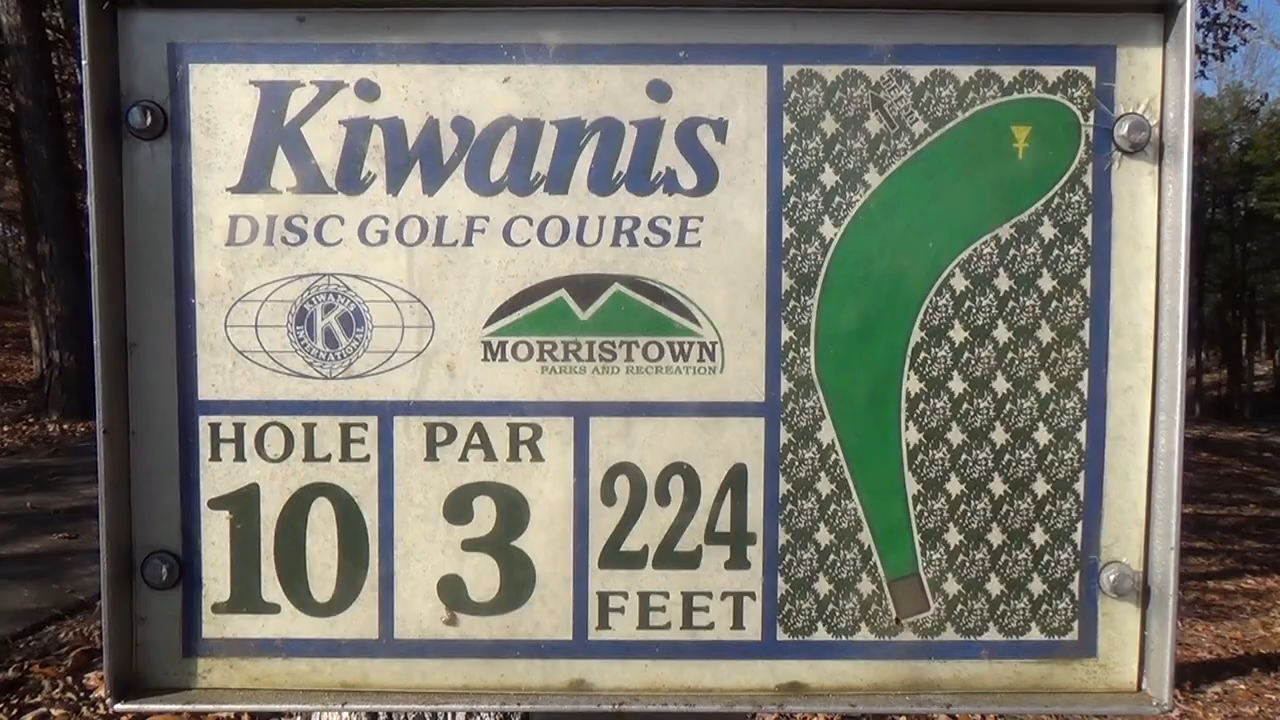 Kiwanis
DISC GOLF COURSE
KIWANIS
K
INTERNATIONAL
MORRISTOWN
PARKS AND RECREATION
HOLE
10
PAR
3
224
FEET